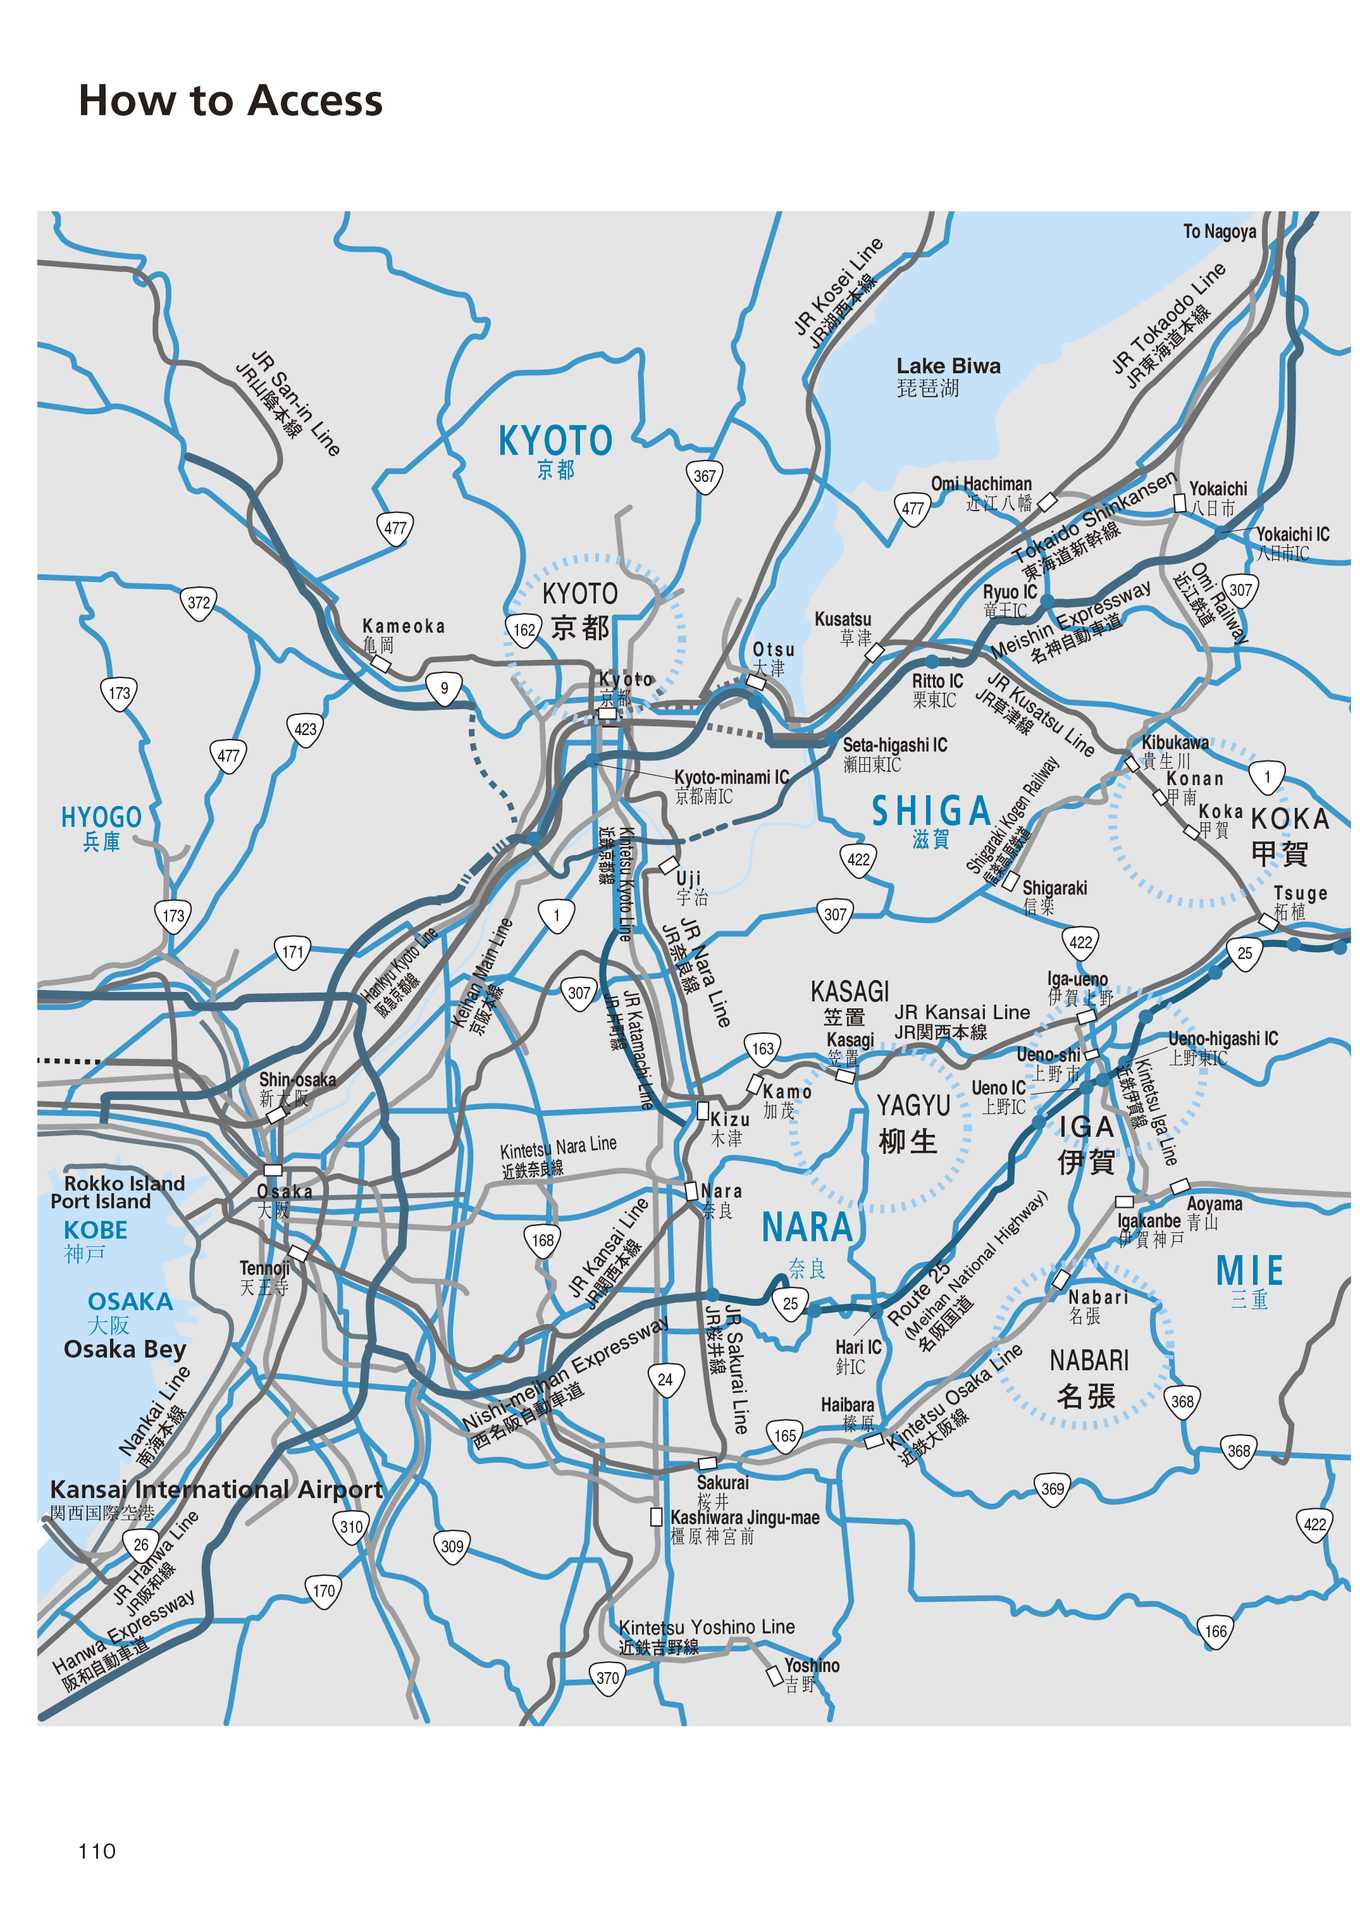 How to Access
To Nagoya
JR Kosei Line
JR湖西本線
JR Tokaodo Line
JR東海道本線
JR San-in Line
JR山陰本線
Lake Biwa
琵琶湖
KYOTO
京都
367
477
Omi Hachiman
近江八幡
477
Yokaichi
八日市
Tokaido Shinkansen
東海道新幹線
Yokaichi IC
八日市IC
372
KYOTO
京都
162
Ryuo IC
竜王IC
Omi Railway
近江鉄道
307
Kameoka
亀岡
Kusatsu
草津
Meishin Expressway
名神自動車道
Otsu
大津
173
9
Kyoto
京都
Ritto IC
栗東IC
JR Kusatsu Line
JR草津線
423
477
Seta-higashi IC
瀬田東IC
Kibukawa
貴生川
Kyoto-minami IC
京都南IC
Konan
甲南
1
HYOGO
兵庫
SHIGA
滋賀
Koka
甲賀
KOKA
甲賀
Shigaraki Kogen Railway
信楽高原鉄道
Kintetsu Kyoto Line
近鉄京都線
422
Uji
宇治
Shigaraki
信楽
Tsuge
柘植
173
1
307
171
Hankyu Kyoto Line
阪急京都線
Keihan Main Line
京阪本線
JR Nara Line
JR奈良線
422
25
307
JR Katamachi Line
JR片町線
KASAGI
笠置
Iga-ueno
伊賀上野
JR Kansai Line
JR関西本線
163
Kasagi
笠置
Ueno-shi
上野市
Ueno-higashi IC
上野東IC
Shin-osaka
新大阪
Kamo
加茂
Ueno IC
上野IC
Kintetsu Iga Line
近鉄伊賀線
Kizu
木津
YAGYU
柳生
IGA
伊賀
Kintetsu Nara Line
近鉄奈良線
Rokko Island
Port Island
KOBE
神戸
Osaka
大阪
Nara
奈良
Igakanbe
伊賀神戸
Aoyama
青山
168
JR Kansai Line
JR関西本線
NARA
奈良
MIE
三重
Tennoji
天王寺
OSAKA
大阪
Osaka Bey
25
Route 25
(Meihan National Highway)
名阪国道
Nabari
名張
Hari IC
針IC
Nishi-meihan Expressway
西名阪自動車道
JR Sakurai Line
JR桜井線
24
NABARI
名張
Nankai Line
南海本線
Haibara
榛原
Kintetsu Osaka Line
近鉄大阪線
368
165
368
Kansai International Airport
関西国際空港
Sakurai
桜井
369
Kashiwara Jingu-mae
橿原神宮前
26
310
309
422
JR Hanwa Line
JR阪和線
170
Hanwa Expressway
阪和自動車道
Kintetsu Yoshino Line
近鉄吉野線
166
370
Yoshino
吉野
110